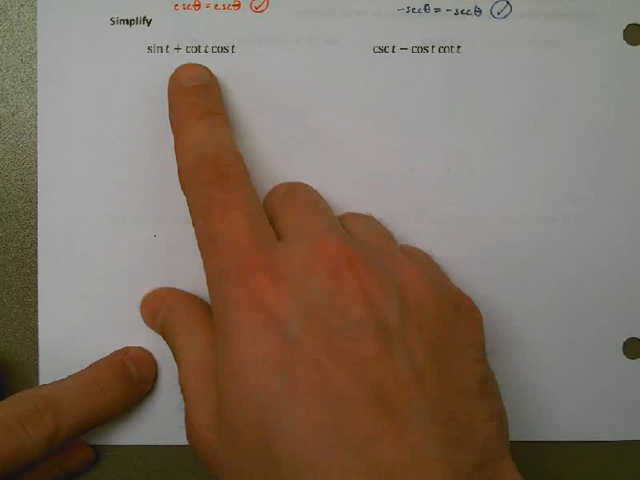 cscθ = cscθ ✓ -secθ = -secθ ✓
Simplify
sin t + cot t cos t csc t − cos t cot t